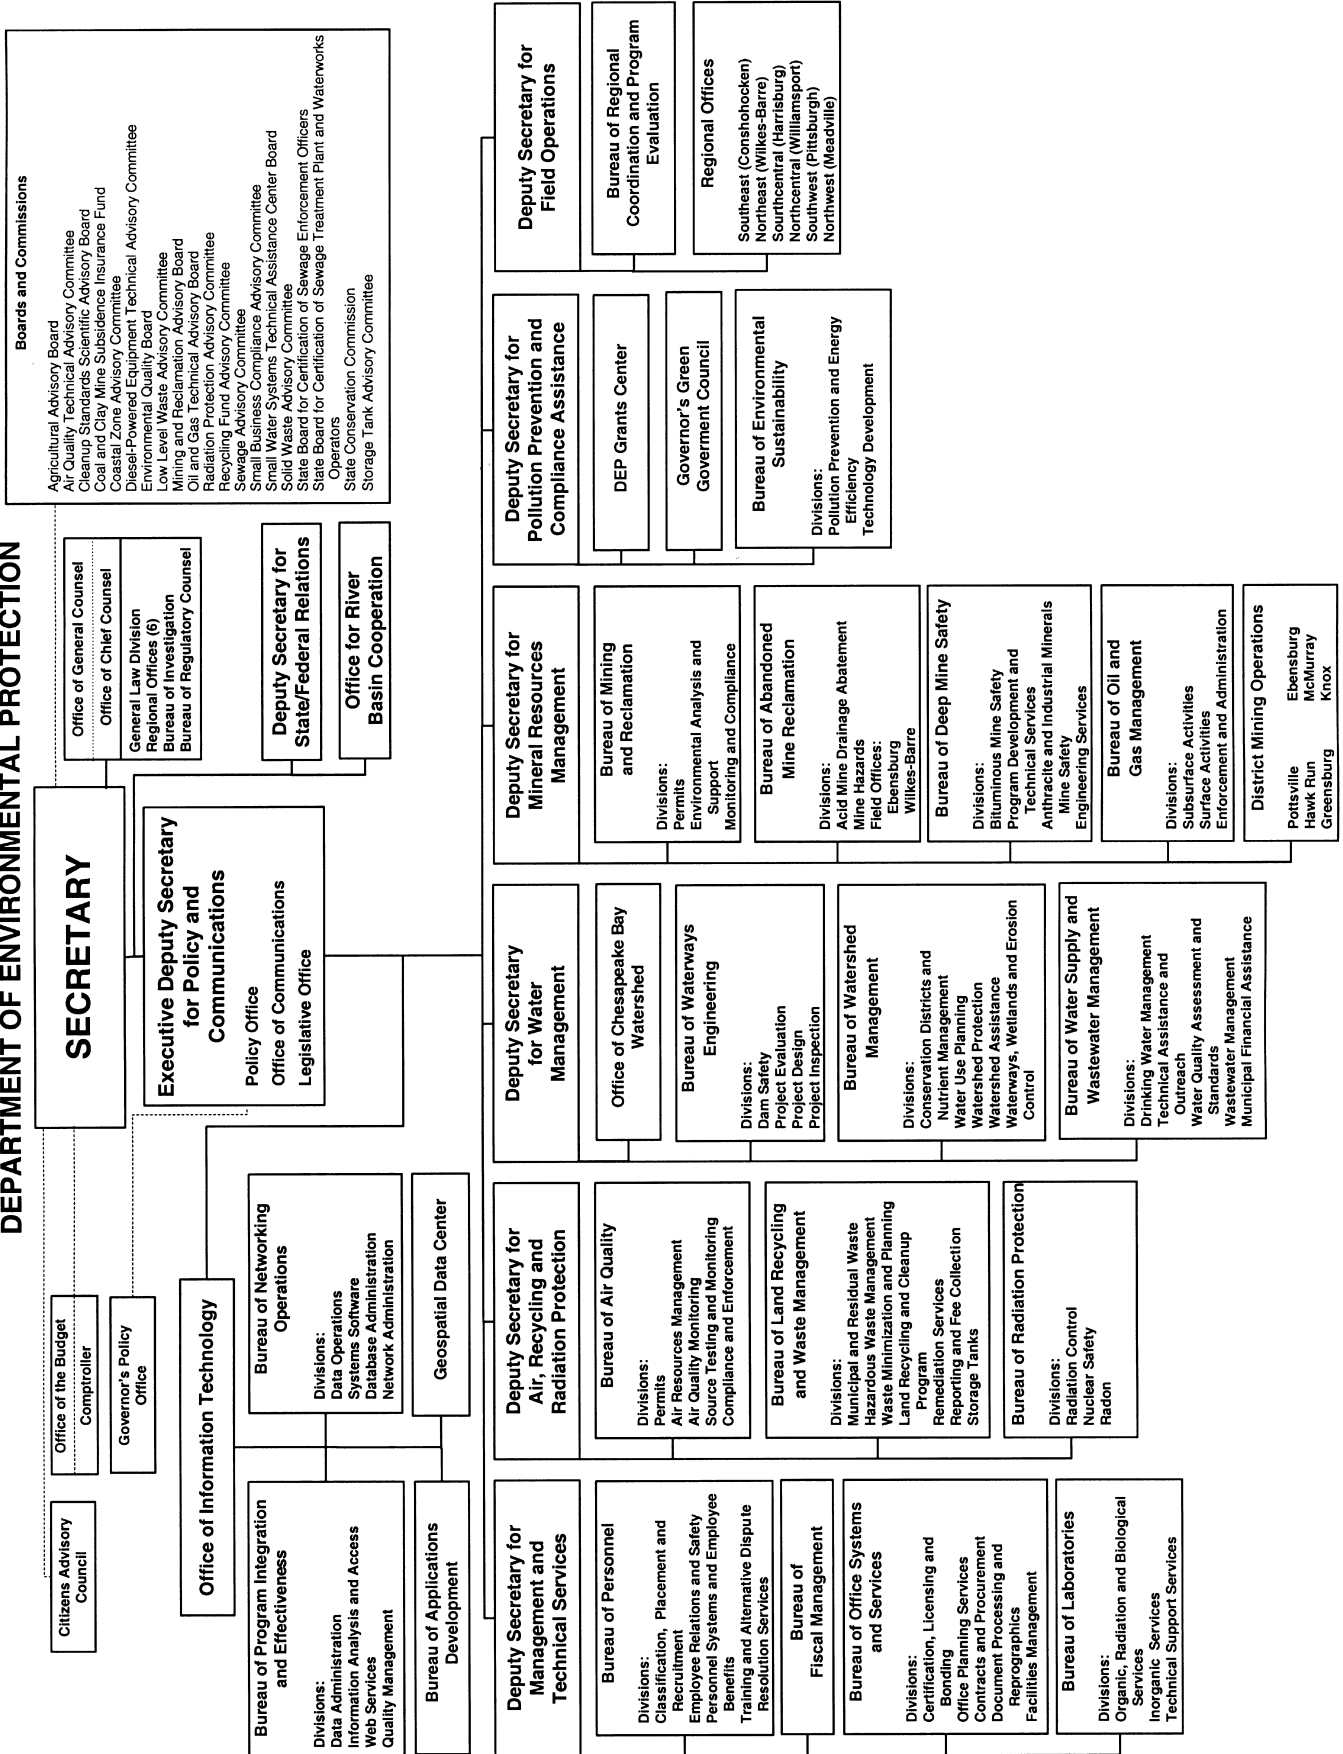 DEPARTMENT OF ENVIRONMENTAL PROTECTION
Citizens Advisory
Council
Office of the Budget
Comptroller
Governor's Policy
Office
SECRETARY
Office of General Counsel
Office of Chief Counsel
General Law Division
Regional Offices (6)
Bureau of Investigation
Bureau of Regulatory Counsel
Boards and Commissions
Agricultural Advisory Board
Air Quality Technical Advisory Committee
Cleanup Standards Scientific Advisory Board
Coal and Clay Mine Subsidence Insurance Fund
Coastal Zone Advisory Committee
Diesel-Powered Equipment Technical Advisory Committee
Environmental Quality Board
Low Level Waste Advisory Committee
Mining and Reclamation Advisory Board
Oil and Gas Technical Advisory Board
Radiation Protection Advisory Committee
Recycling Fund Advisory Committee
Sewage Advisory Committee
Small Business Compliance Advisory Committee
Small Water Systems Technical Assistance Center Board
Solid Waste Advisory Committee
State Board for Certification of Sewage Enforcement Officers
State Board for Certification of Sewage Treatment Plant and Waterworks
Operators
State Conservation Commission
Storage Tank Advisory Committee
Executive Deputy Secretary
for Policy and
Communications
Policy Office
Office of Communications
Legislative Office
Deputy Secretary for
State/Federal Relations
Office for River
Basin Cooperation
Office of Information Technology
Bureau of Program Integration
and Effectiveness
Divisions:
Data Administration
Information Analysis and Access
Web Services
Quality Management
Bureau of Networking
Operations
Divisions:
Data Operations
Systems Software
Database Administration
Network Administration
Bureau of Applications
Development
Geospatial Data Center
Deputy Secretary for
Management and
Technical Services
Bureau of Personnel
Divisions:
Classification, Placement and
Recruitment
Employee Relations and Safety
Personnel Systems and Employee
Benefits
Training and Alternative Dispute
Resolution Services
Bureau of
Fiscal Management
Bureau of Office Systems
and Services
Divisions:
Certification, Licensing and
Bonding
Office Planning Services
Contracts and Procurement
Document Processing and
Reprographics
Facilities Management
Bureau of Laboratories
Divisions:
Organic, Radiation and Biological
Services
Inorganic Services
Technical Support Services
Deputy Secretary for
Air, Recycling and
Radiation Protection
Bureau of Air Quality
Divisions:
Permits
Air Resources Management
Air Quality Monitoring
Source Testing and Monitoring
Compliance and Enforcement
Bureau of Land Recycling
and Waste Management
Divisions:
Municipal and Residual Waste
Hazardous Waste Management
Waste Minimization and Planning
Land Recycling and Cleanup
Program
Remediation Services
Reporting and Fee Collection
Storage Tanks
Bureau of Radiation Protection
Divisions:
Radiation Control
Nuclear Safety
Radon
Deputy Secretary
for Water
Management
Office of Chesapeake Bay
Watershed
Bureau of Waterways
Engineering
Divisions:
Dam Safety
Project Evaluation
Project Design
Project Inspection
Bureau of Watershed
Management
Divisions:
Conservation Districts and
Nutrient Management
Water Use Planning
Watershed Protection
Watershed Assistance
Waterways, Wetlands and Erosion
Control
Bureau of Water Supply and
Wastewater Management
Divisions:
Drinking Water Management
Technical Assistance and
Outreach
Water Quality Assessment and
Standards
Wastewater Management
Municipal Financial Assistance
Deputy Secretary for
Mineral Resources
Management
Bureau of Mining
and Reclamation
Divisions:
Permits
Environmental Analysis and
Support
Monitoring and Compliance
Bureau of Abandoned
Mine Reclamation
Divisions:
Acid Mine Drainage Abatement
Mine Hazards
Field Offices:
Ebensburg
Wilkes-Barre
Bureau of Deep Mine Safety
Divisions:
Bituminous Mine Safety
Program Development and
Technical Services
Anthracite and Industrial Minerals
Mine Safety
Engineering Services
Bureau of Oil and
Gas Management
Divisions:
Subsurface Activities
Surface Activities
Enforcement and Administration
District Mining Operations
Pottsville Ebensburg
Hawk Run McMurray
Greensburg Knox
Deputy Secretary for
Pollution Prevention and
Compliance Assistance
DEP Grants Center
Governor's Green
Goverment Council
Bureau of Environmental
Sustainability
Divisions:
Pollution Prevention and Energy
Efficiency
Technology Development
Deputy Secretary for
Field Operations
Bureau of Regional
Coordination and Program
Evaluation
Regional Offices
Southeast (Conshohocken)
Northeast (Wilkes-Barre)
Sourthcentral (Harrisburg)
Northcentral (Williamsport)
Southwest (Pittsburgh)
Northwest (Meadville)